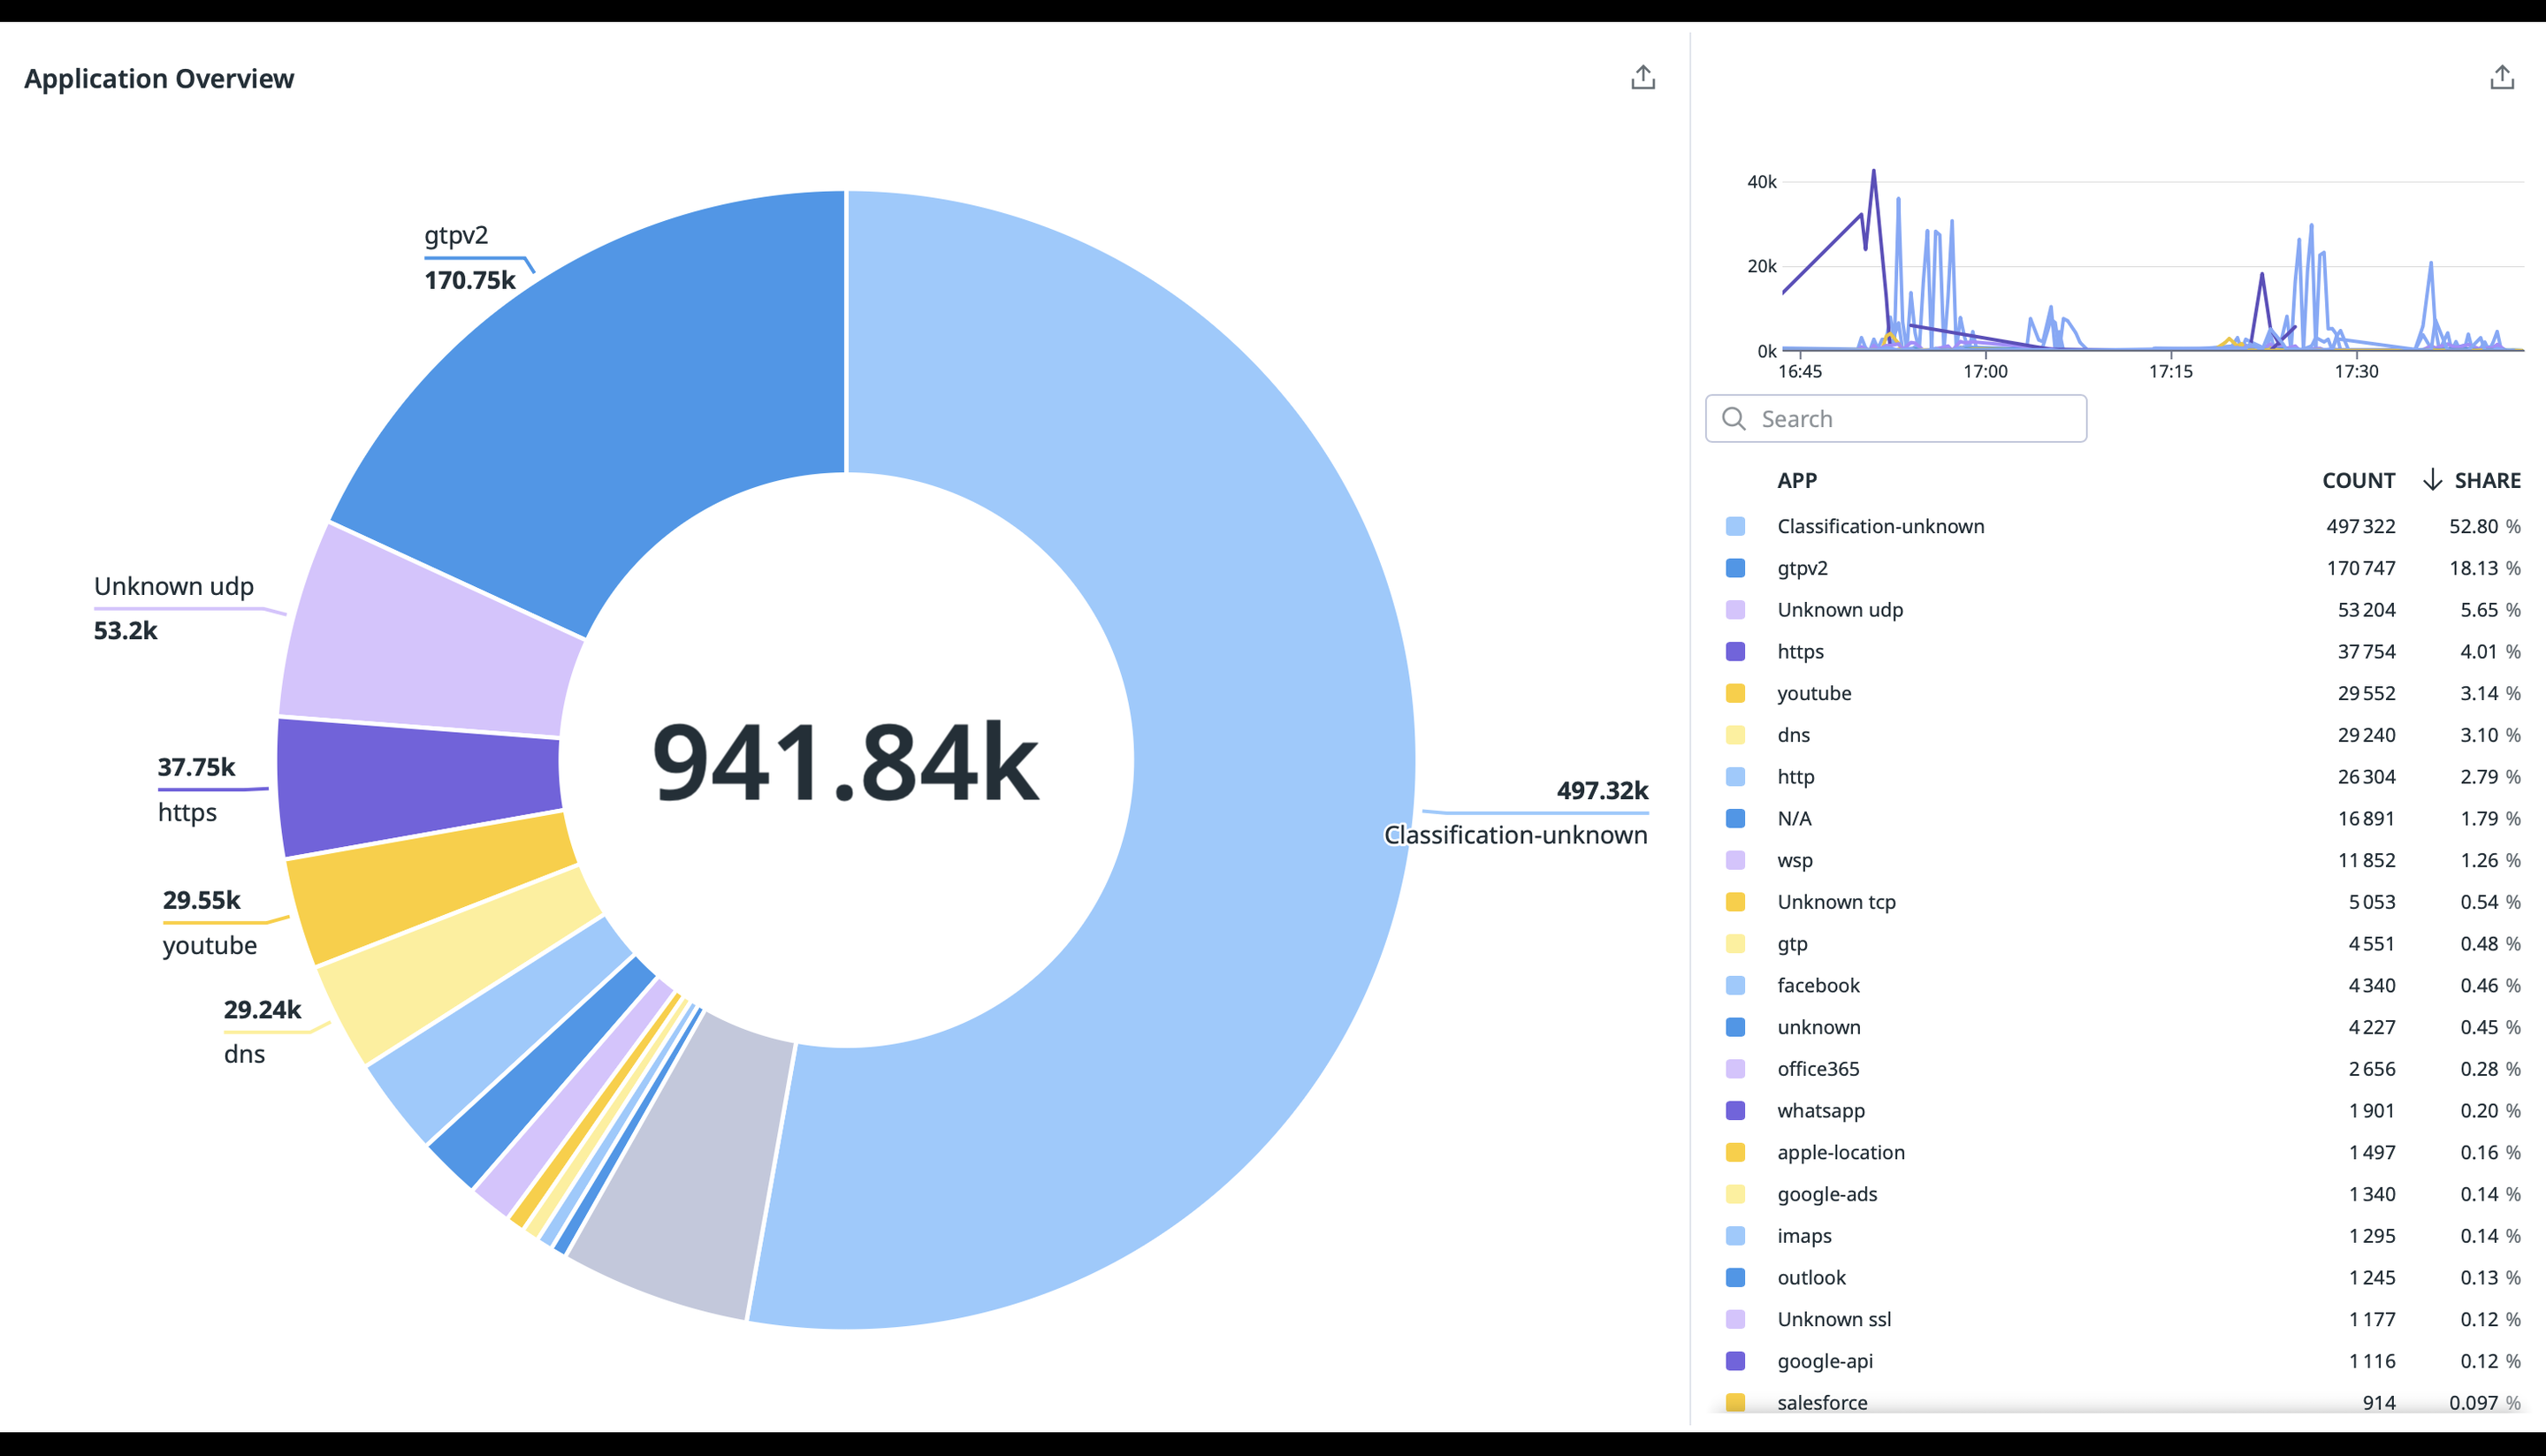 Application Overview
gtpv2
170.75k
Unknown udp
53.2k
37.75k
https
29.55k
youtube
29.24k
dns
941.84k
497.32k
Classification-unknown
40k
20k
0k
16:45 17:00 17:15 17:30
Search
APP COUNT SHARE
Classification-unknown 497 322 52.80 %
gtpv2 170 747 18.13 %
Unknown udp 53 204 5.65 %
https 37 754 4.01 %
youtube 29 552 3.14 %
dns 29 240 3.10 %
http 26 304 2.79 %
N/A 16 891 1.79 %
wsp 11 852 1.26 %
Unknown tcp 5 053 0.54 %
gtp 4 551 0.48 %
facebook 4 340 0.46 %
unknown 4 227 0.45 %
office365 2 656 0.28 %
whatsapp 1 901 0.20 %
apple-location 1 497 0.16 %
google-ads 1 340 0.14 %
imaps 1 295 0.14 %
outlook 1 245 0.13 %
Unknown ssl 1 177 0.12 %
google-api 1 116 0.12 %
salesforce 914 0.097 %